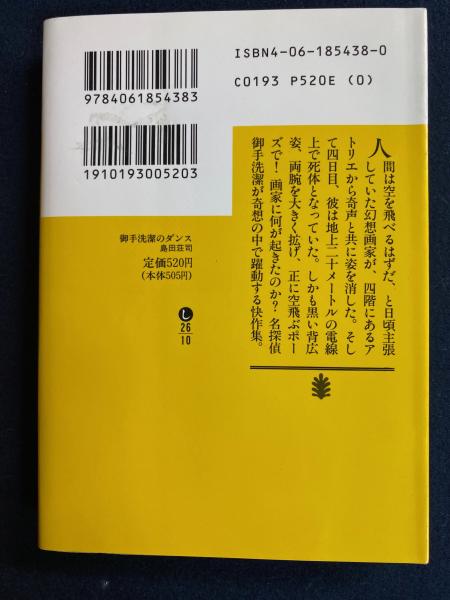 ISBN4-06-185438-0
C0193 P520E (0)
9784061854383
1910193005203
御手洗潔のダンス
島田荘司
定価520円
(本体505円)
し
26
10
人間は空を飛べるはずだ、と日頃主張
していた幻想画家が、四階にあるア
トリエから奇声と共に姿を消した。そし
て四日目、彼は地上二十メートルの電線
上で死体となっていた。しかも黒い背広
姿、両腕を大きく拡げ、正に空飛ぶポー
ズで! 画家に何が起きたのか? 名探偵
御手洗潔が奇想の中で躍動する快作集。